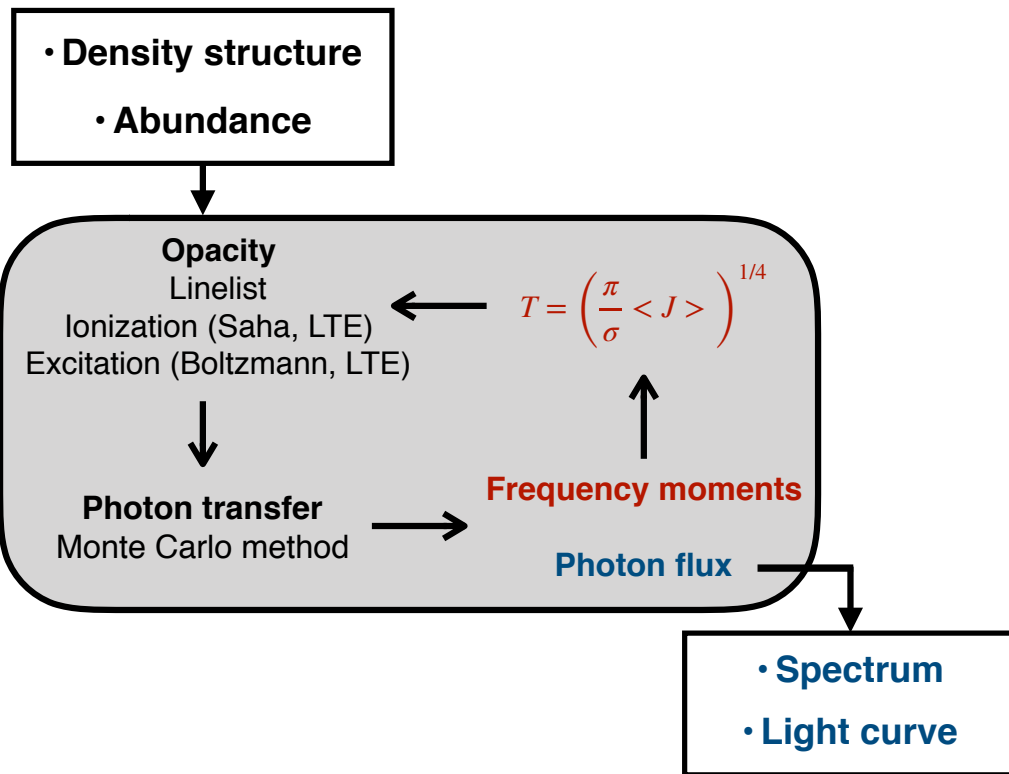 · Density structure
· Abundance
Opacity
Linelist
Ionization (Saha, LTE)
Excitation (Boltzmann, LTE)
T = (π/σ < J >)^{1/4}
Photon transfer
Monte Carlo method
Frequency moments
Photon flux
· Spectrum
· Light curve